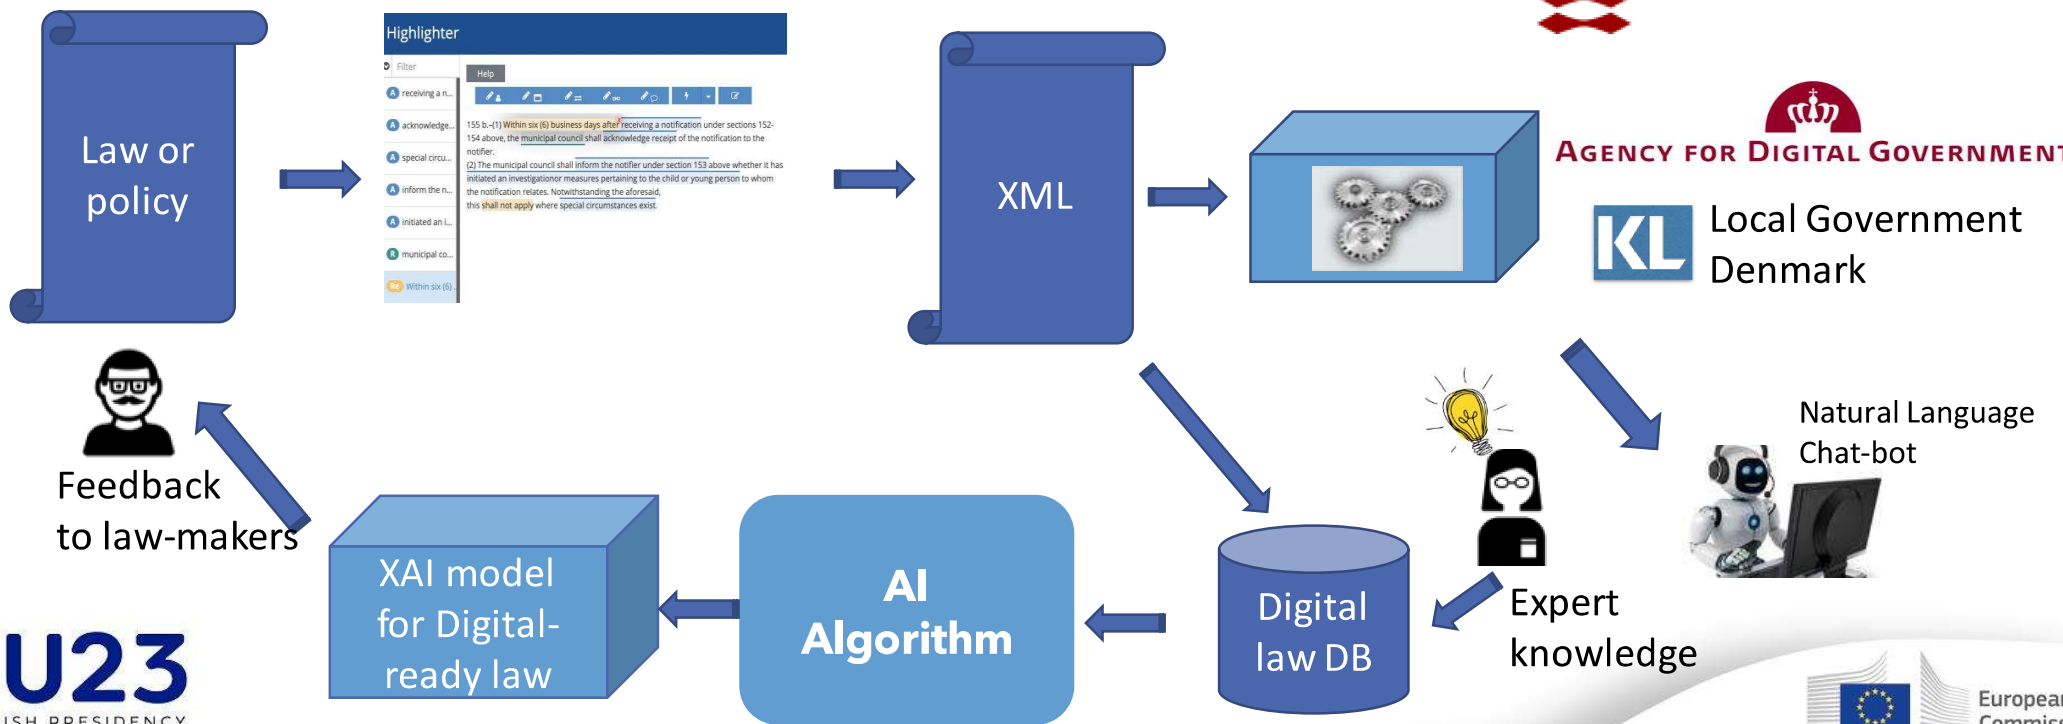 Law or
policy
Highlighter
Filter
Help
receiving a n...
acknowledge...
special circu...
inform the n...
initiated an i...
municipal co...
Within six (6) ..
A
A
A
A
A
R
Re
155 b.–(1) Within six (6) business days after receiving a notification under sections 152-
154 above, the municipal council shall acknowledge receipt of the notification to the
notifier.
(2) The municipal council shall inform the notifier under section 153 above whether it has
initiated an investigationor measures pertaining to the child or young person to whom
the notification relates. Notwithstanding the aforesaid,
this shall not apply where special circumstances exist.
XML
AGENCY FOR DIGITAL GOVERNMENT
KL
Local Government
Denmark
Natural Language
Chat-bot
Feedback
to law-makers
XAI model
for Digital-
ready law
AI
Algorithm
Digital
law DB
Expert
knowledge
U23
ISH PRESIDENCY
European